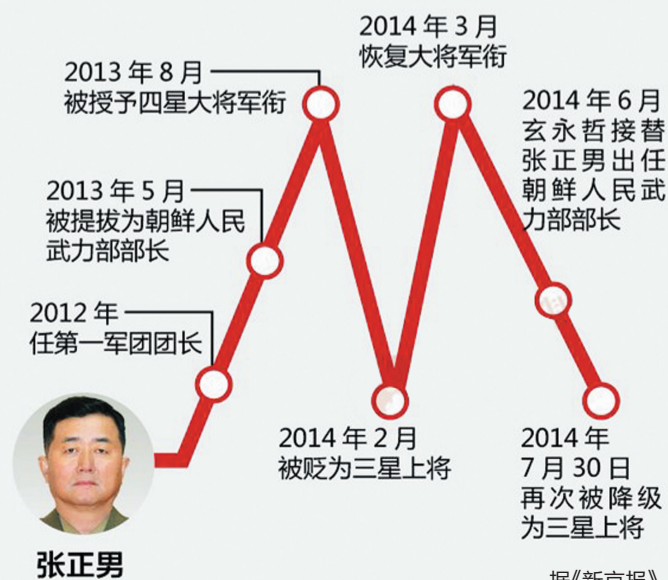 2014 年 3 月
恢复大将军衔
2013 年 8 月
被授予四星大将军衔
2014 年 6 月
玄永哲接替
张正男出任
朝鲜人民武
力部部长
2013 年 5 月
被提拔为朝鲜人民
武力部部长
2012 年
任第一军团团长
2014 年 2 月
被贬为三星上将
2014 年
7 月 30 日
再次被降级
为三星上将
张正男
据《新京报》